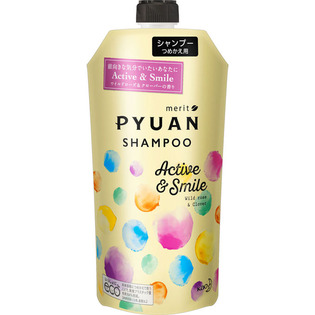 シャンプー
つめかえ用
前向きな気分でいたいあなたに
Active & Smile
ワイルドローズ&クローバーの香り
merit
PYUAN
SHAMPOO
Active
& Smile
Wild rose
& Clover
eco
Kao